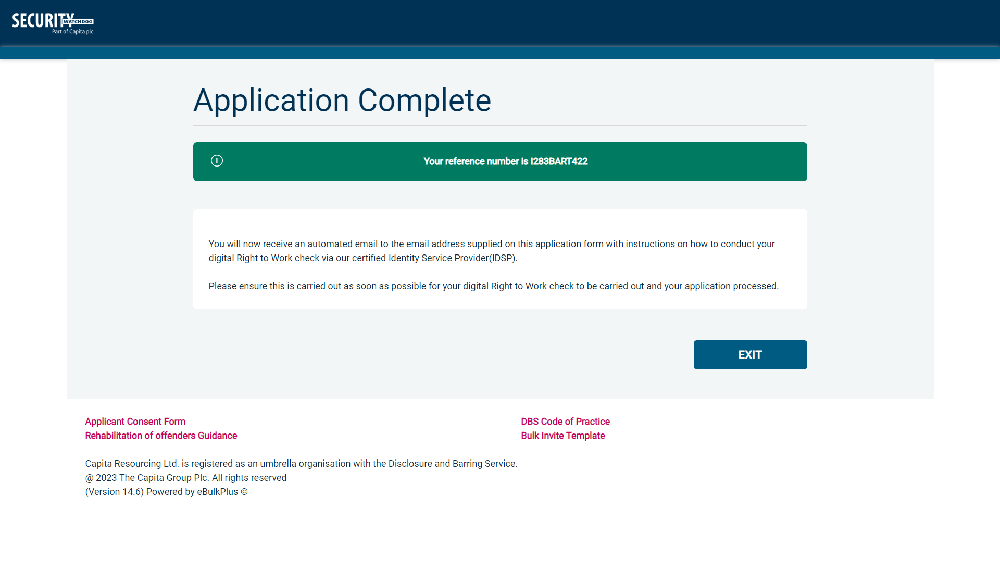 SECURITY
WATCHDOG
Part of Capita plc
Application Complete
Your reference number is I283BART422
You will now receive an automated email to the email address supplied on this application form with instructions on how to conduct your
digital Right to Work check via our certified Identity Service Provider(IDSP).
Please ensure this is carried out as soon as possible for your digital Right to Work check to be carried out and your application processed.
EXIT
Applicant Consent Form
Rehabilitation of offenders Guidance
DBS Code of Practice
Bulk Invite Template
Capita Resourcing Ltd. is registered as an umbrella organisation with the Disclosure and Barring Service.
@ 2023 The Capita Group Plc. All rights reserved
(Version 14.6) Powered by eBulkPlus ©